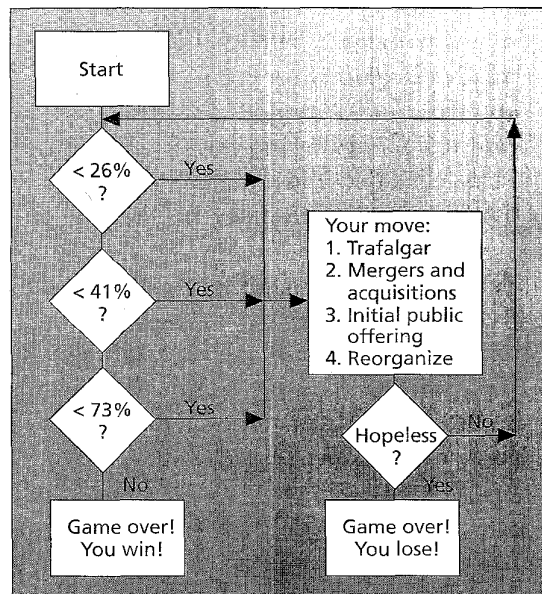 Start
< 26%
?
Yes
< 41%
?
Yes
< 73%
?
Yes
No
Game over!
You win!
Your move:
1. Trafalgar
2. Mergers and
acquisitions
3. Initial public
offering
4. Reorganize
Hopeless
?
No
Yes
Game over!
You lose!